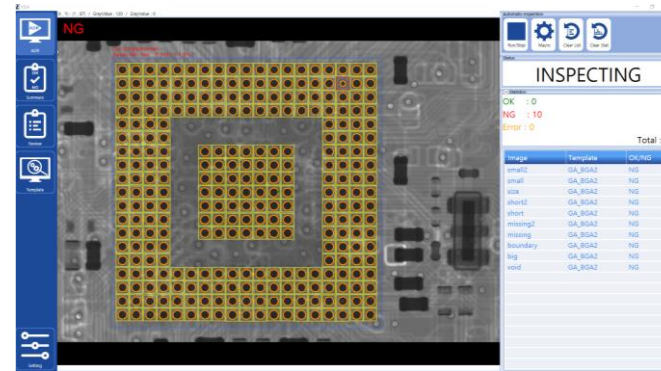 NG
ADR
Summary
Review
Template
Setting
Automatic Inspection
Run/Stop
Macro
Clear List
Clear Stat
Status
INSPECTING
Statistics
OK : 0
NG : 10
Error : 0
Total :
Image Template OK/NG
small2 GA_BGA2 NG
small GA_BGA2 NG
size GA_BGA2 NG
short2 GA_BGA2 NG
short GA_BGA2 NG
missing2 GA_BGA2 NG
missing GA_BGA2 NG
boundary GA_BGA2 NG
big GA_BGA2 NG
void GA_BGA2 NG